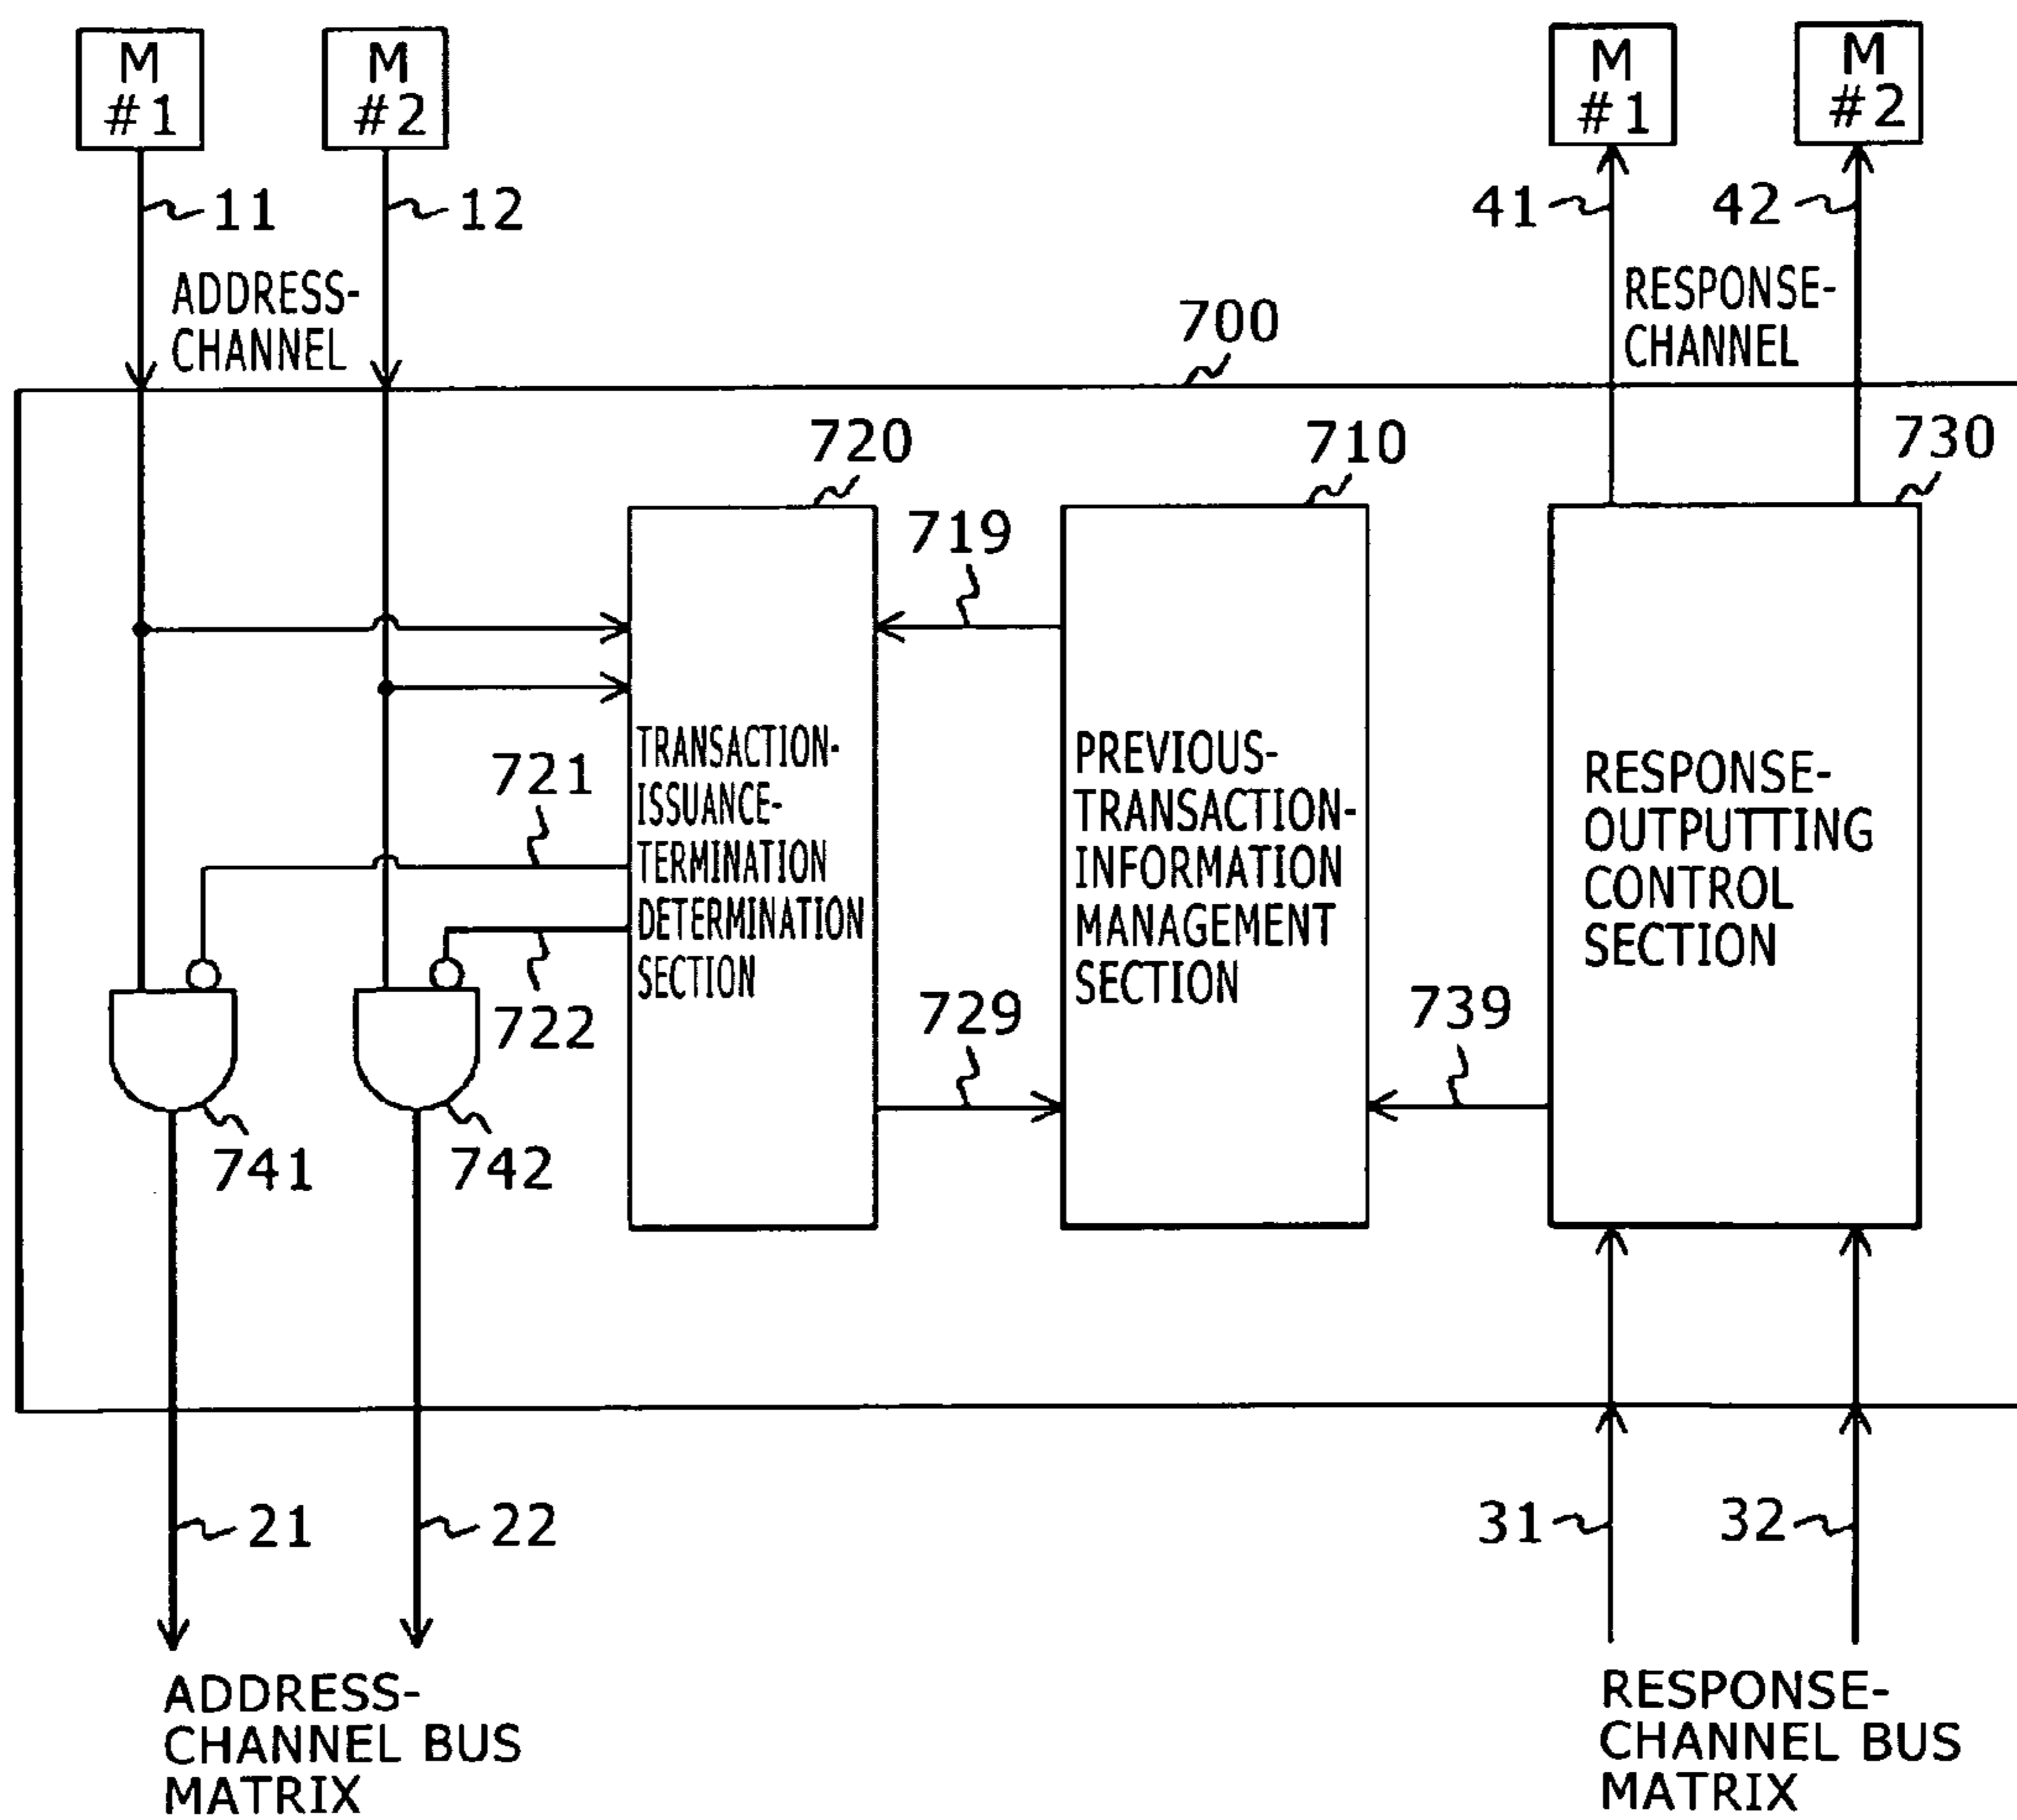 M
#1
M
#2
M
#1
M
#2
11
12
41
42
ADDRESS-
CHANNEL
RESPONSE-
CHANNEL
700
720
710
730
719
TRANSACTION-
ISSUANCE-
TERMINATION
DETERMINATION
SECTION
PREVIOUS-
TRANSACTION-
INFORMATION
MANAGEMENT
SECTION
RESPONSE-
OUTPUTTING
CONTROL
SECTION
721
722
729
739
741
742
21
22
31
32
ADDRESS-
CHANNEL BUS
MATRIX
RESPONSE-
CHANNEL BUS
MATRIX